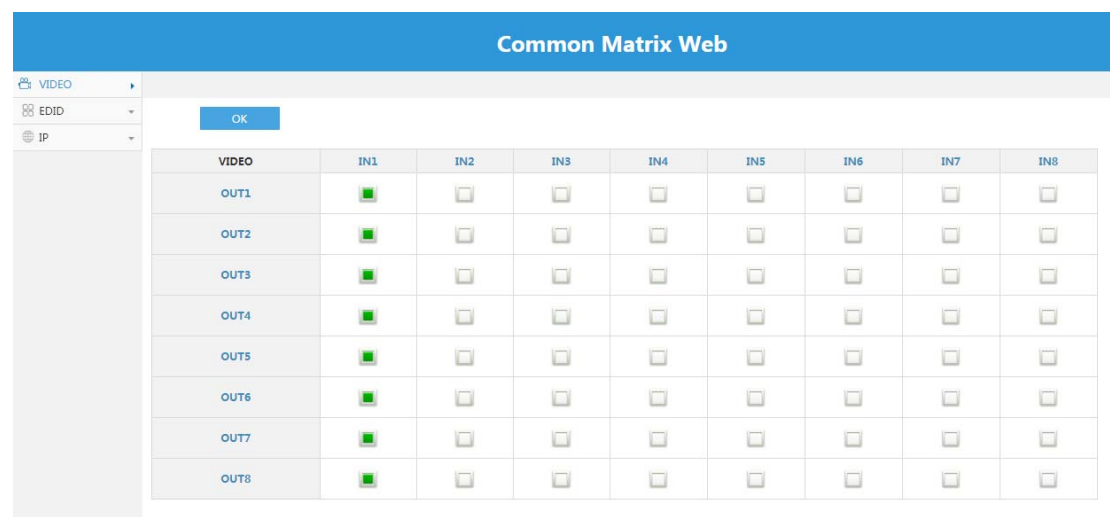 Common Matrix Web
VIDEO
EDID
IP
OK
VIDEO IN1 IN2 IN3 IN4 IN5 IN6 IN7 IN8
OUT1
OUT2
OUT3
OUT4
OUT5
OUT6
OUT7
OUT8